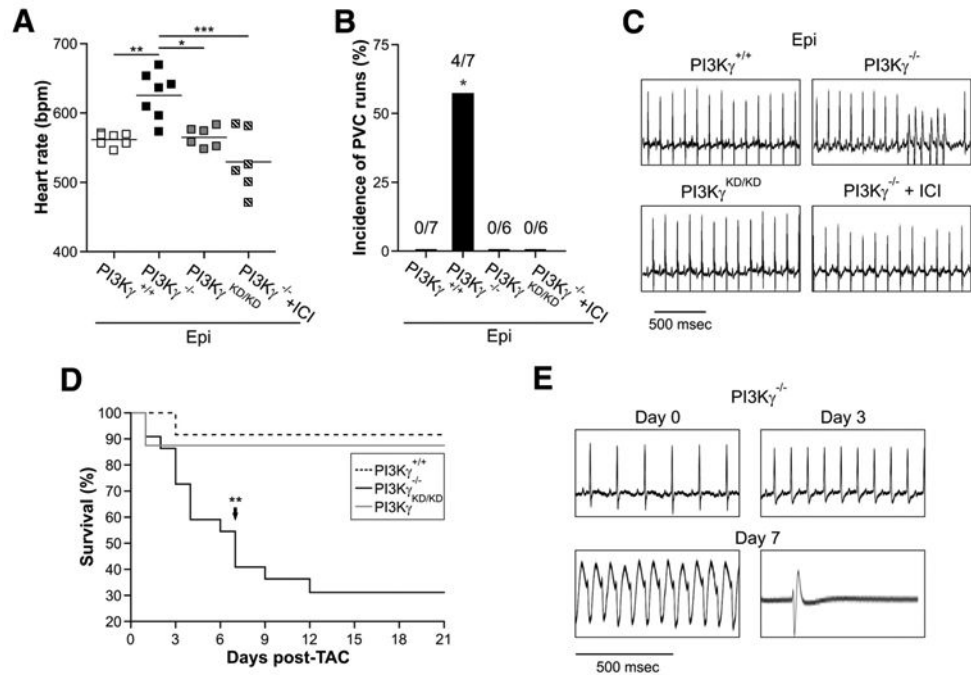 A
700
600
500
400
Heart rate (bpm)
***
**
*
PI3Kγ+/+
PI3Kγ-/-
PI3KγKD/KD
PI3Kγ-/-+ICI
Epi
B
75
50
25
0
Incidence of PVC runs (%)
4/7
*
0/7
0/6
0/6
PI3Kγ+/+
PI3Kγ-/-
PI3KγKD/KD
PI3Kγ-/-+ICI
Epi
C
Epi
PI3Kγ+/+
PI3Kγ-/-
PI3KγKD/KD
PI3Kγ-/- + ICI
500 msec
D
100
90
80
70
60
50
40
30
20
Survival (%)
**
PI3Kγ+/+
PI3Kγ-/-
PI3KγKD/KD
0 3 6 9 12 15 18 21
Days post-TAC
E
PI3Kγ-/-
Day 0
Day 3
Day 7
500 msec